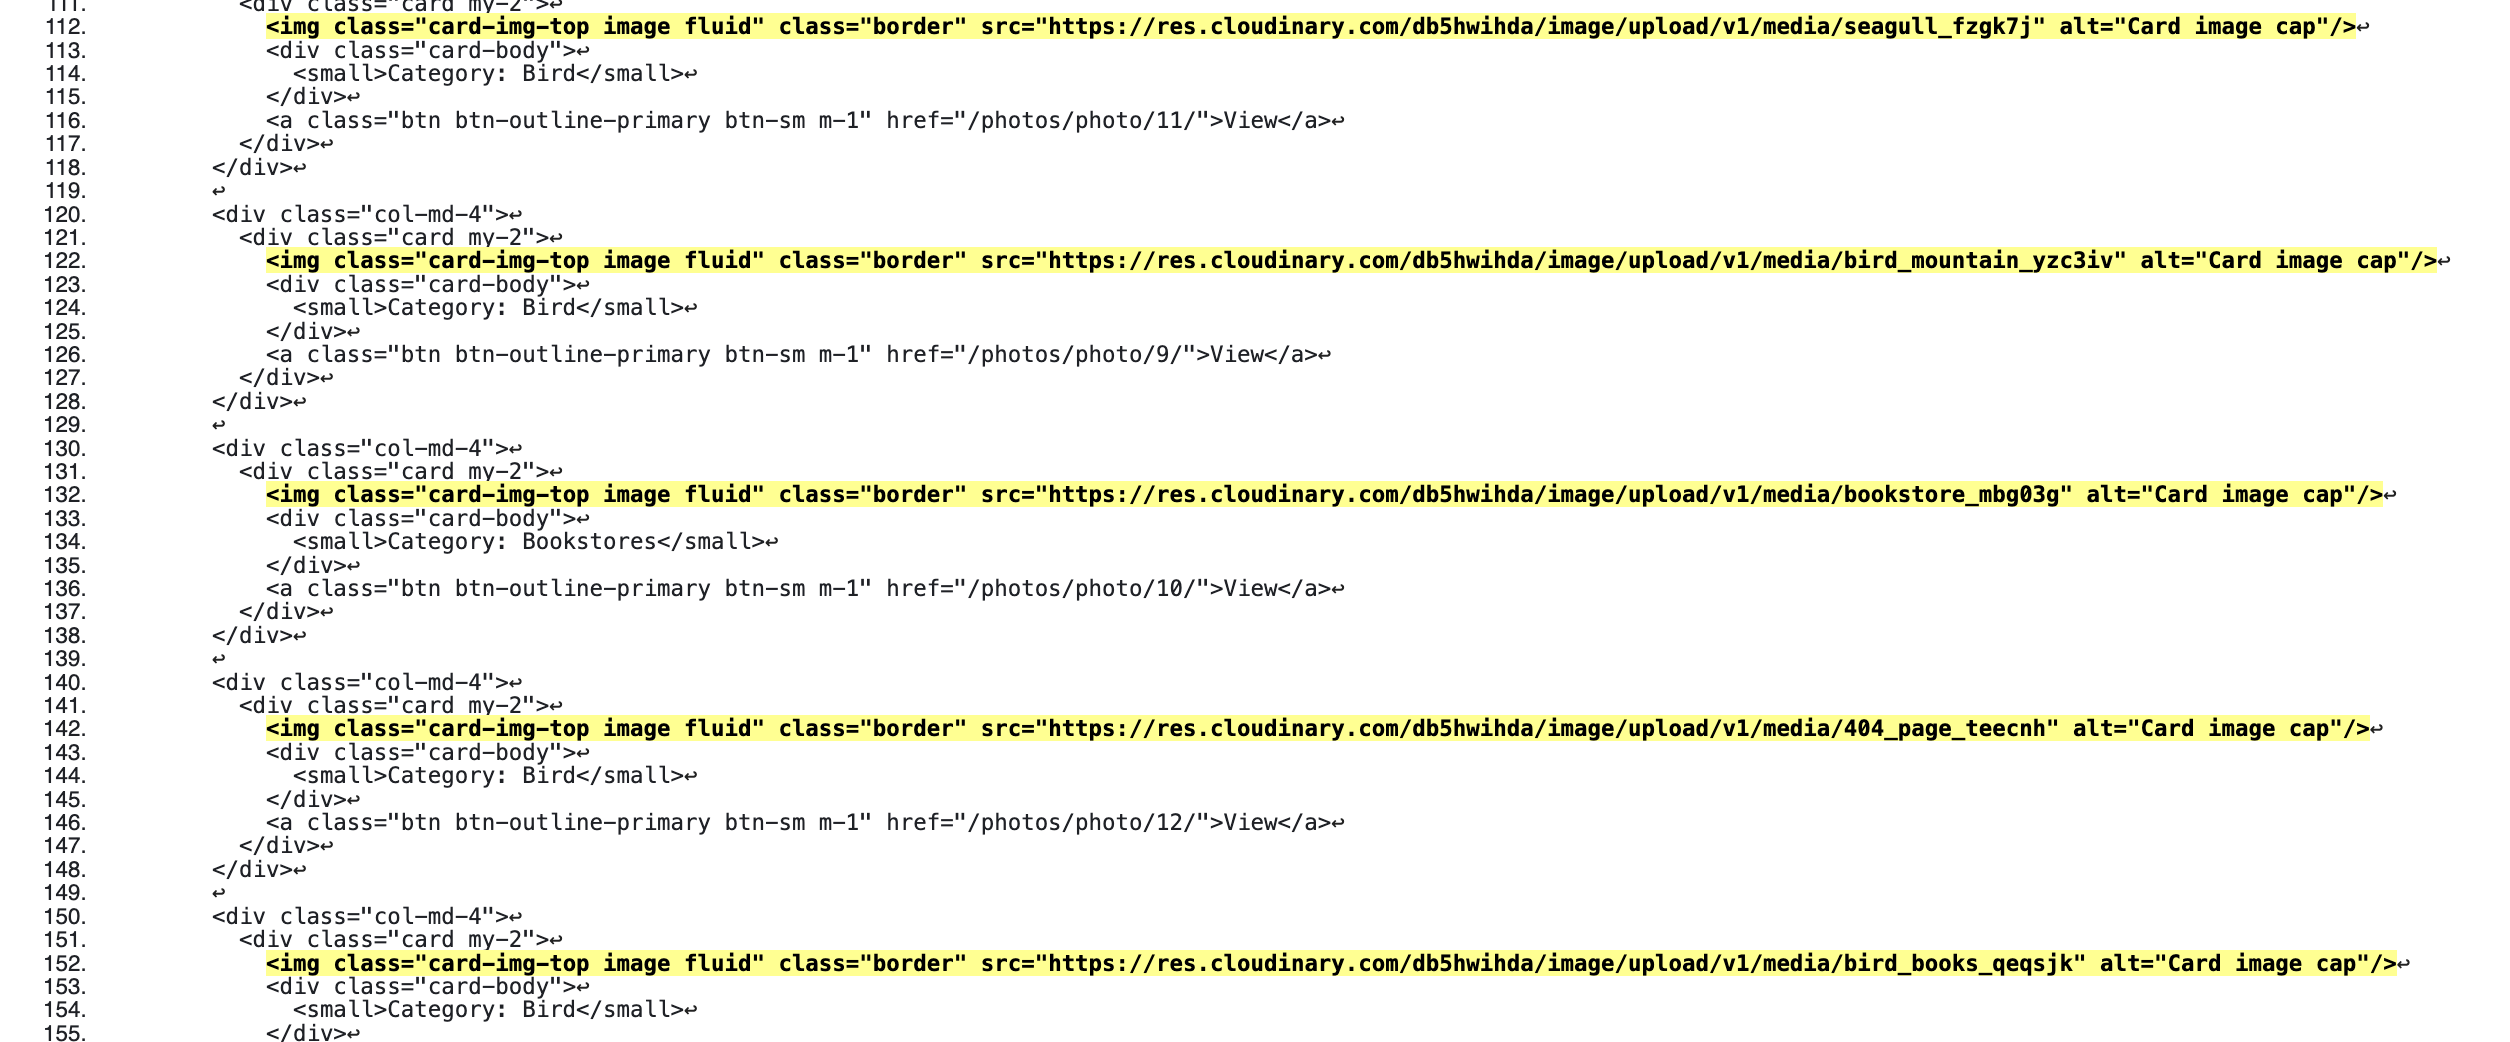 111. <div class="card my-2">↩
112. <img class="card-img-top image fluid" class="border" src="https://res.cloudinary.com/db5hwihda/image/upload/v1/media/seagull_fzgk7j" alt="Card image cap"/>↩
113. <div class="card-body">↩
114. <small>Category: Bird</small>↩
115. </div>↩
116. <a class="btn btn-outline-primary btn-sm m-1" href="/photos/photo/11/">View</a>↩
117. </div>↩
118. </div>↩
119. ↩
120. <div class="col-md-4">↩
121. <div class="card my-2">↩
122. <img class="card-img-top image fluid" class="border" src="https://res.cloudinary.com/db5hwihda/image/upload/v1/media/bird_mountain_yzc3iv" alt="Card image cap"/>↩
123. <div class="card-body">↩
124. <small>Category: Bird</small>↩
125. </div>↩
126. <a class="btn btn-outline-primary btn-sm m-1" href="/photos/photo/9/">View</a>↩
127. </div>↩
128. </div>↩
129. ↩
130. <div class="col-md-4">↩
131. <div class="card my-2">↩
132. <img class="card-img-top image fluid" class="border" src="https://res.cloudinary.com/db5hwihda/image/upload/v1/media/bookstore_mbg03g" alt="Card image cap"/>↩
133. <div class="card-body">↩
134. <small>Category: Bookstores</small>↩
135. </div>↩
136. <a class="btn btn-outline-primary btn-sm m-1" href="/photos/photo/10/">View</a>↩
137. </div>↩
138. </div>↩
139. ↩
140. <div class="col-md-4">↩
141. <div class="card my-2">↩
142. <img class="card-img-top image fluid" class="border" src="https://res.cloudinary.com/db5hwihda/image/upload/v1/media/404_page_teecnh" alt="Card image cap"/>↩
143. <div class="card-body">↩
144. <small>Category: Bird</small>↩
145. </div>↩
146. <a class="btn btn-outline-primary btn-sm m-1" href="/photos/photo/12/">View</a>↩
147. </div>↩
148. </div>↩
149. ↩
150. <div class="col-md-4">↩
151. <div class="card my-2">↩
152. <img class="card-img-top image fluid" class="border" src="https://res.cloudinary.com/db5hwihda/image/upload/v1/media/bird_books_qeqsjk" alt="Card image cap"/>↩
153. <div class="card-body">↩
154. <small>Category: Bird</small>↩
155. </div>↩